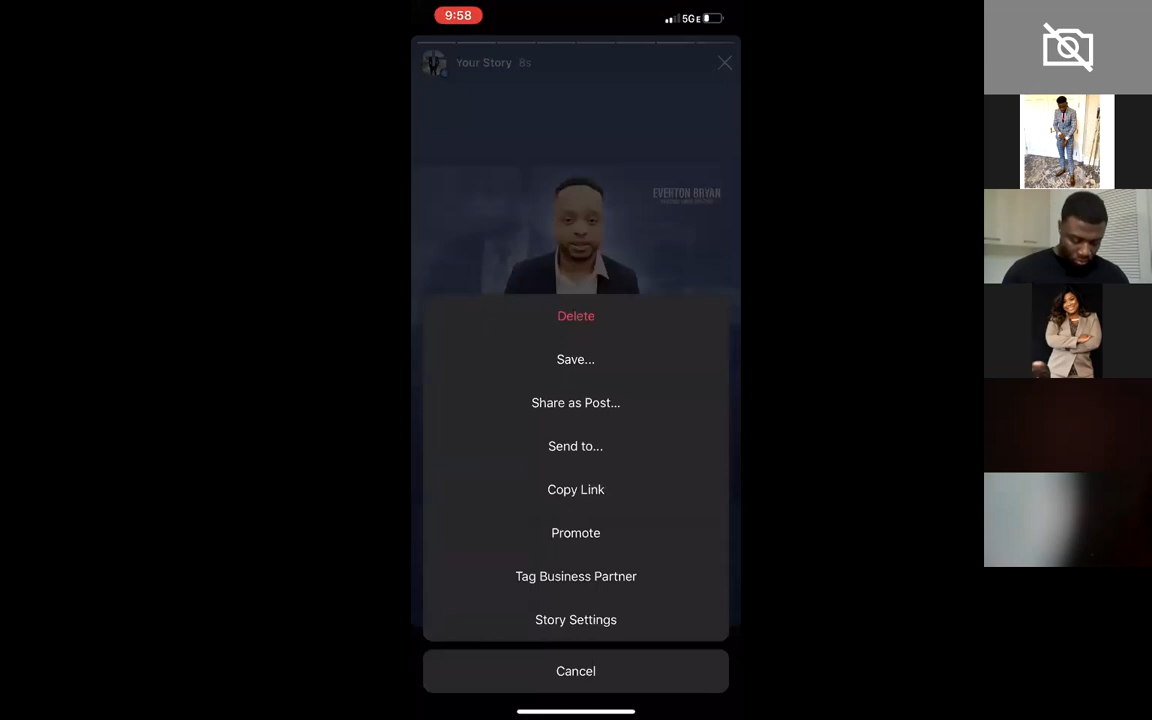 9:58
5GE
Your Story 8s
EVERTON BRYAN
Delete
Save...
Share as Post...
Send to...
Copy Link
Promote
Tag Business Partner
Story Settings
Cancel